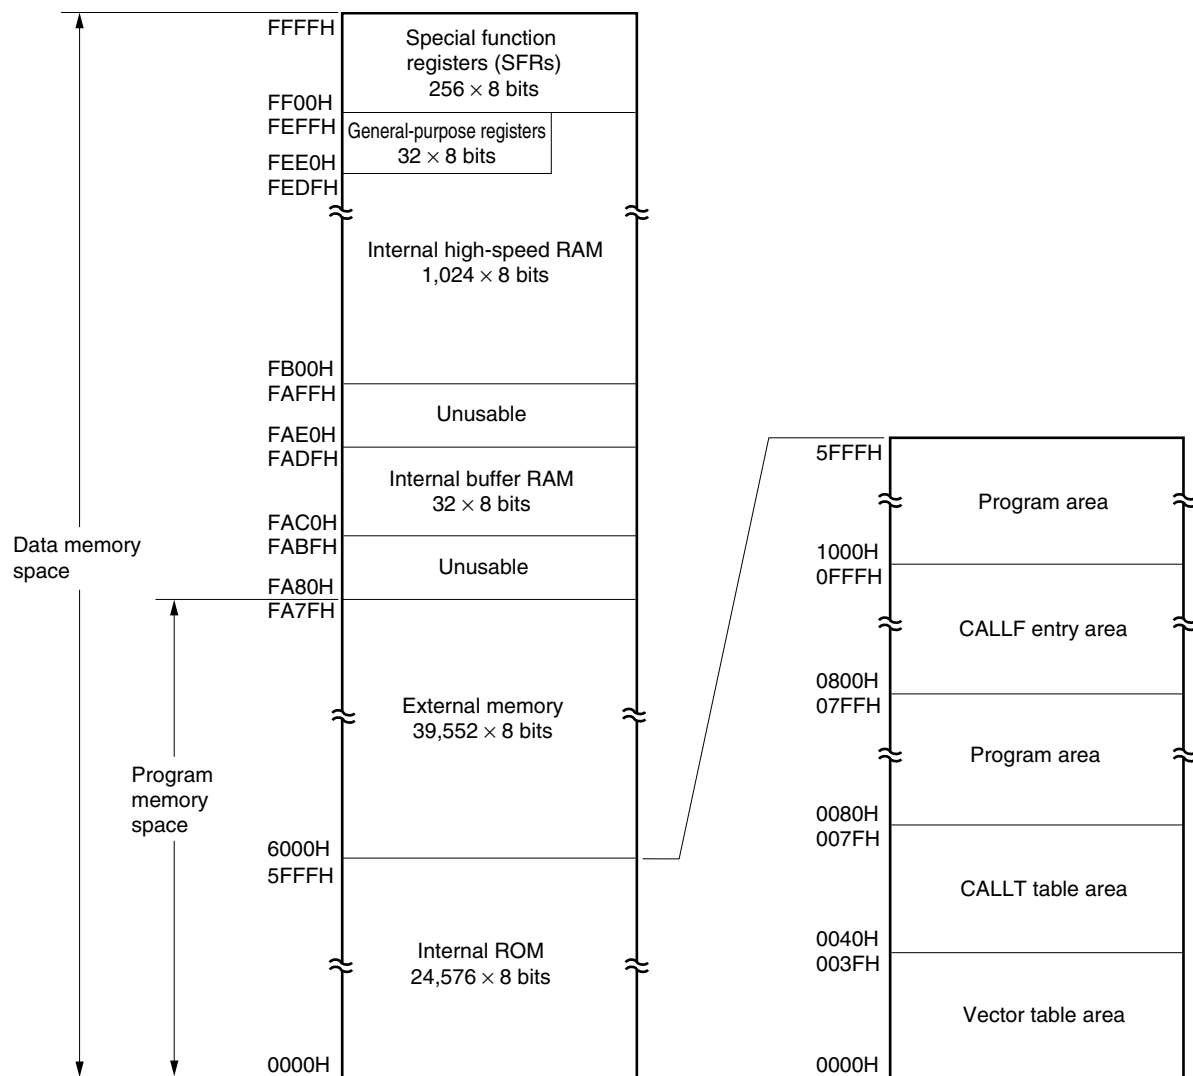 FFFFH
Special function
registers (SFRs)
256 × 8 bits
FF00H
FEFFH
General-purpose registers
32 × 8 bits
FEE0H
FEDFH
Internal high-speed RAM
1,024 × 8 bits
FB00H
FAFFH
Unusable
FAE0H
FADFH
Internal buffer RAM
32 × 8 bits
FAC0H
FABFH
Unusable
FA80H
FA7FH
Data memory
space
External memory
39,552 × 8 bits
Program
memory
space
6000H
5FFFH
Internal ROM
24,576 × 8 bits
0000H
5FFFH
Program area
1000H
0FFFH
CALLF entry area
0800H
07FFH
Program area
0080H
007FH
CALLT table area
0040H
003FH
Vector table area
0000H